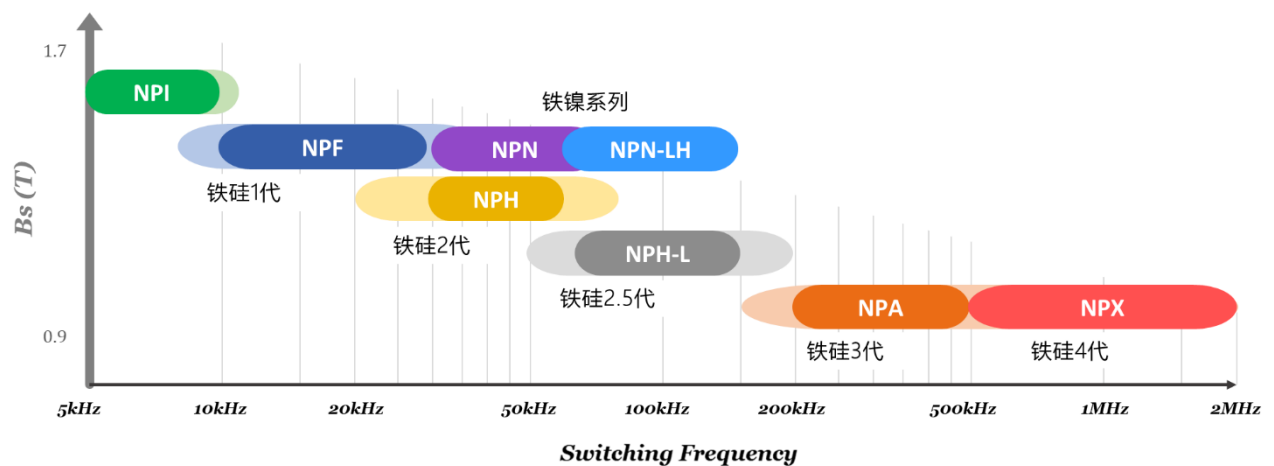 1.7
NPI
铁镍系列
NPF
NPN
NPN-LH
铁硅1代
NPH
Bs (T)
铁硅2代
NPH-L
铁硅2.5代
NPA
NPX
0.9
铁硅3代
铁硅4代
5kHz
10kHz
20kHz
50kHz
100kHz
200kHz
500kHz
1MHz
2MHz
Switching Frequency